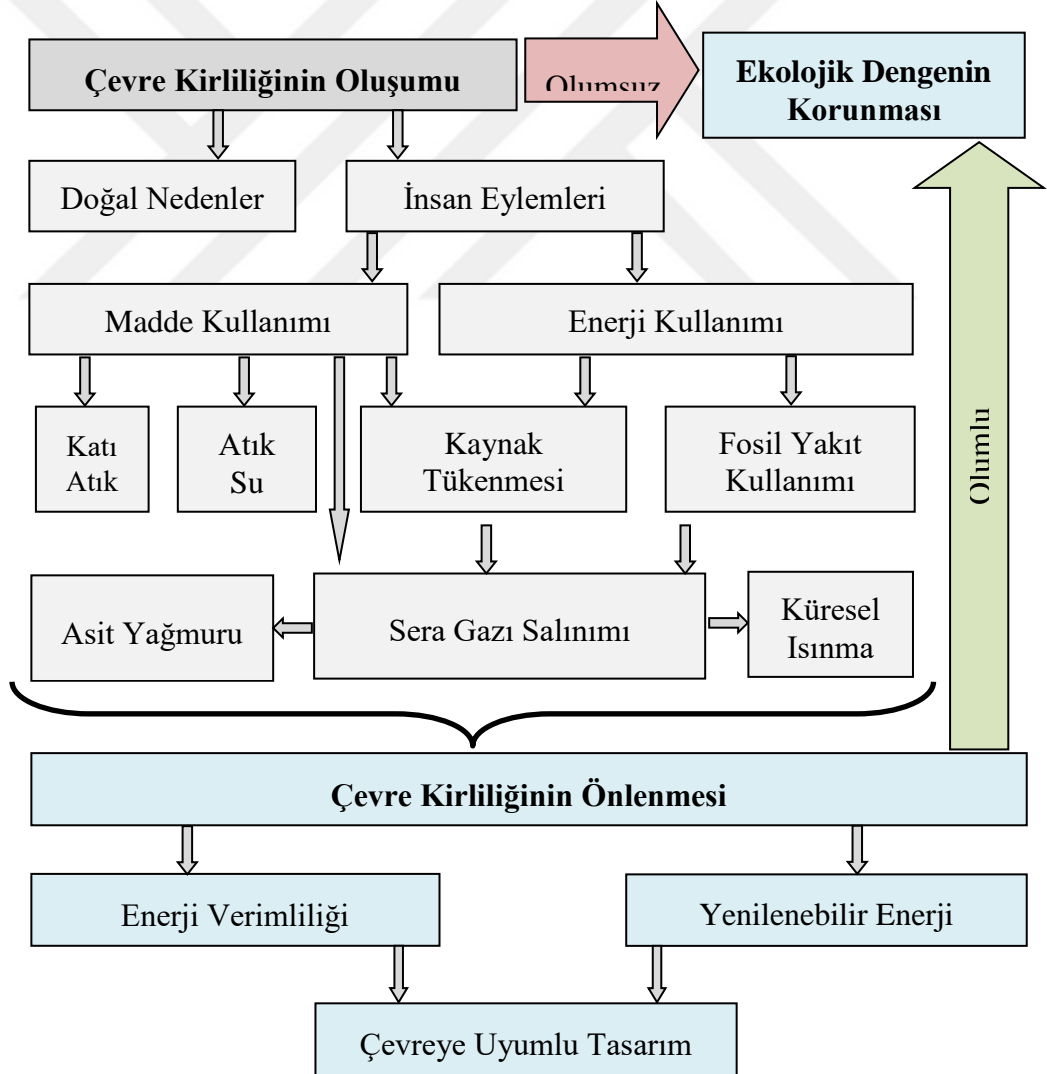 Çevre Kirliliğinin Oluşumu
Olumsuz
Ekolojik Dengenin
Korunması
Doğal Nedenler
İnsan Eylemleri
Madde Kullanımı
Enerji Kullanımı
Katı
Atık
Atık
Su
Kaynak
Tükenmesi
Fosil Yakıt
Kullanımı
Olumlu
Asit Yağmuru
Sera Gazı Salınımı
Küresel
Isınma
Çevre Kirliliğinin Önlenmesi
Enerji Verimliliği
Yenilenebilir Enerji
Çevreye Uyumlu Tasarım